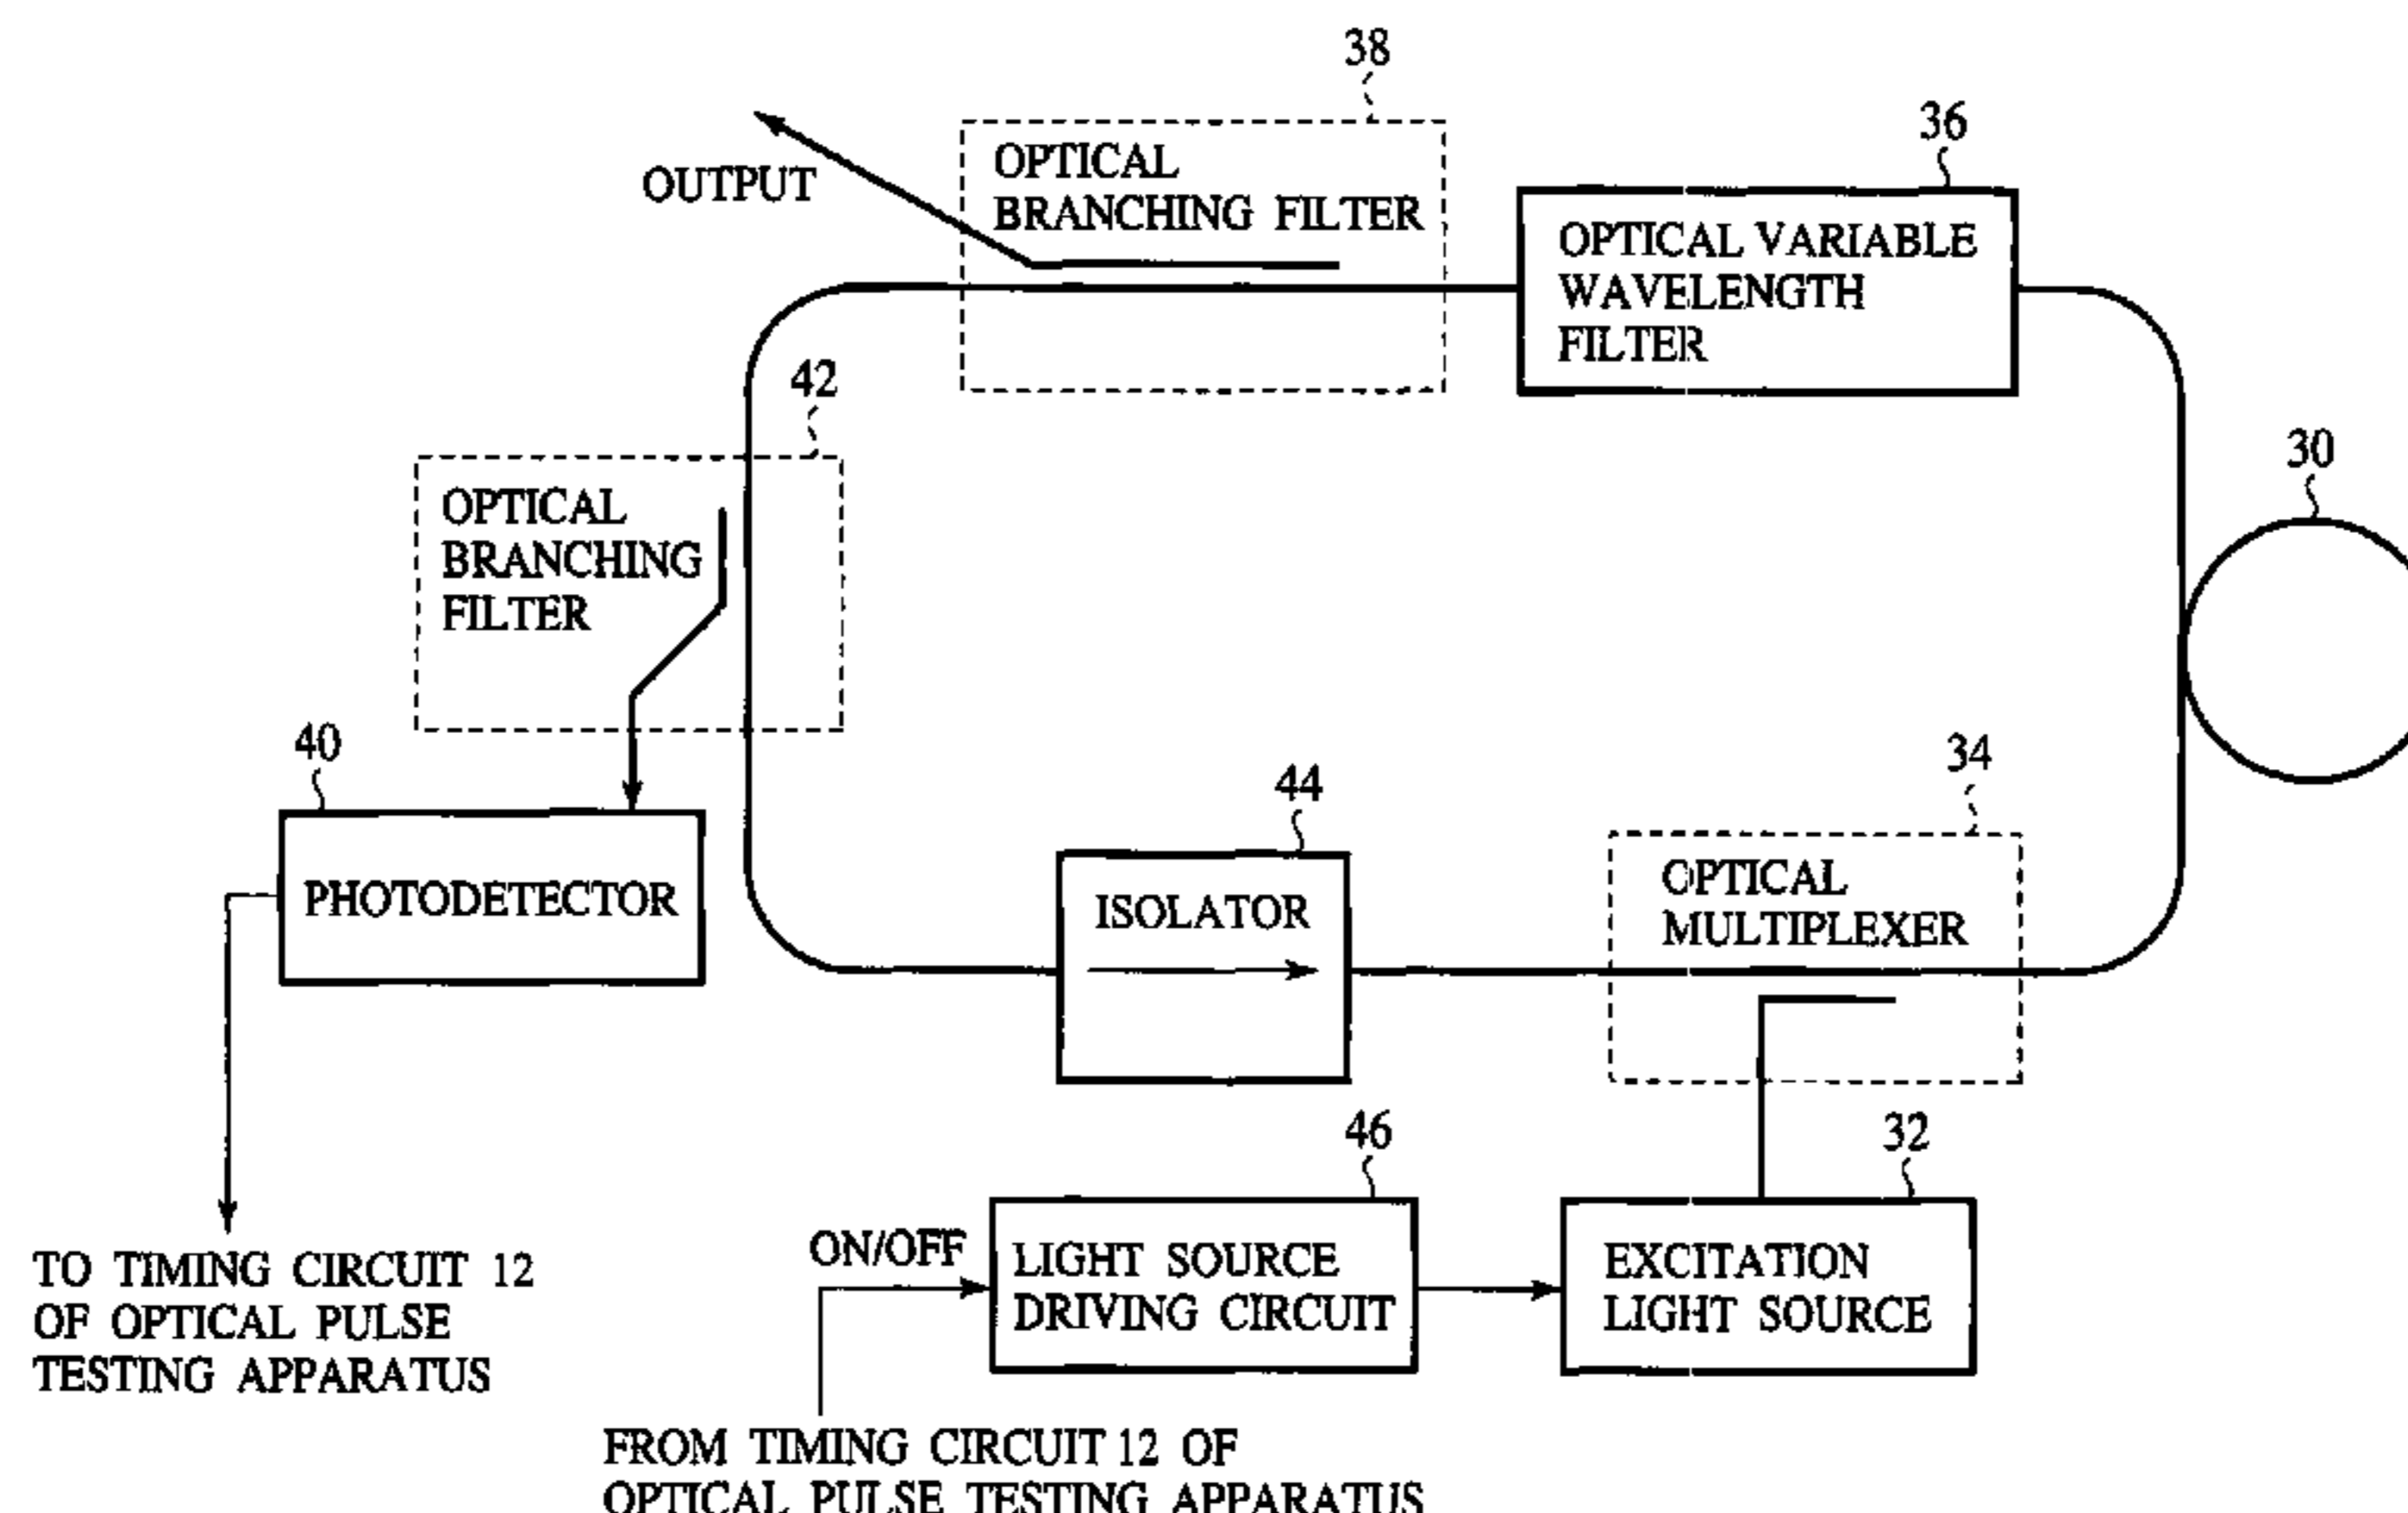 38
OUTPUT
OPTICAL
BRANCHING FILTER
36
OPTICAL VARIABLE
WAVELENGTH
FILTER
42
OPTICAL
BRANCHING
FILTER
30
40
PHOTODETECTOR
44
ISOLATOR
34
OPTICAL
MULTIPLEXER
46
32
ON/OFF
LIGHT SOURCE
DRIVING CIRCUIT
EXCITATION
LIGHT SOURCE
TO TIMING CIRCUIT 12
OF OPTICAL PULSE
TESTING APPARATUS
FROM TIMING CIRCUIT 12 OF
OPTICAL PULSE TESTING APPARATUS